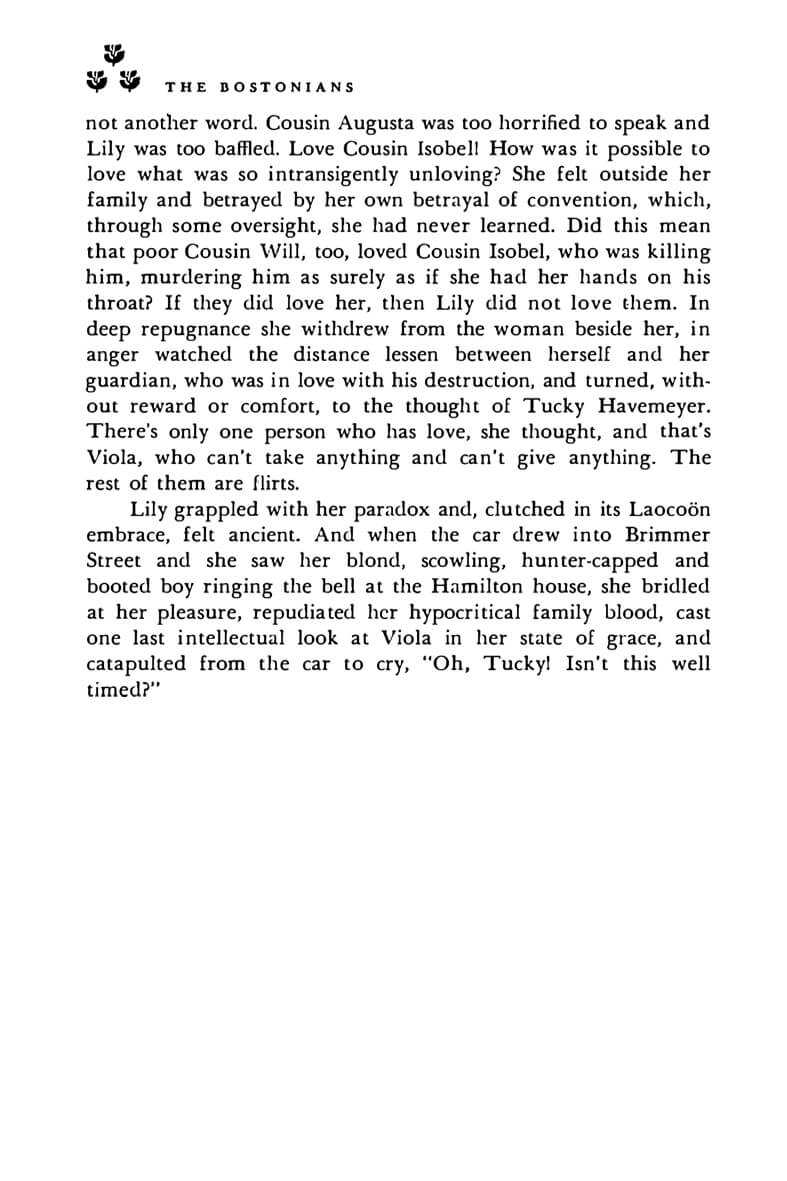 THE BOSTONIANS
not another word. Cousin Augusta was too horrified to speak and
Lily was too baffled. Love Cousin Isobel! How was it possible to
love what was so intransigently unloving? She felt outside her
family and betrayed by her own betrayal of convention, which,
through some oversight, she had never learned. Did this mean
that poor Cousin Will, too, loved Cousin Isobel, who was killing
him, murdering him as surely as if she had her hands on his
throat? If they did love her, then Lily did not love them. In
deep repugnance she withdrew from the woman beside her, in
anger watched the distance lessen between herself and her
guardian, who was in love with his destruction, and turned, with-
out reward or comfort, to the thought of Tucky Havemeyer.
There's only one person who has love, she thought, and that's
Viola, who can't take anything and can't give anything. The
rest of them are flirts.
Lily grappled with her paradox and, clutched in its Laocoön
embrace, felt ancient. And when the car drew into Brimmer
Street and she saw her blond, scowling, hunter-capped and
booted boy ringing the bell at the Hamilton house, she bridled
at her pleasure, repudiated her hypocritical family blood, cast
one last intellectual look at Viola in her state of grace, and
catapulted from the car to cry, "Oh, Tucky! Isn't this well
timed?"